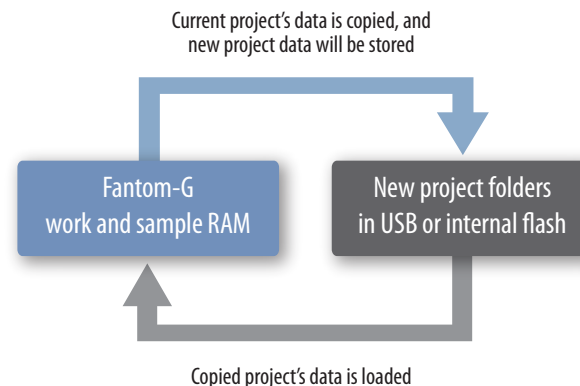 Current project’s data is copied, and
new project data will be stored
Fantom-G
work and sample RAM
New project folders
in USB or internal flash
Copied project’s data is loaded